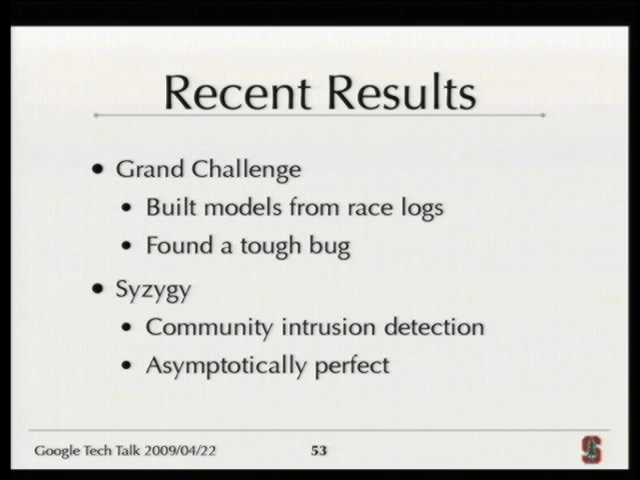 Recent Results
• Grand Challenge
• Built models from race logs
• Found a tough bug
• Syzygy
• Community intrusion detection
• Asymptotically perfect
Google Tech Talk 2009/04/22 53 S